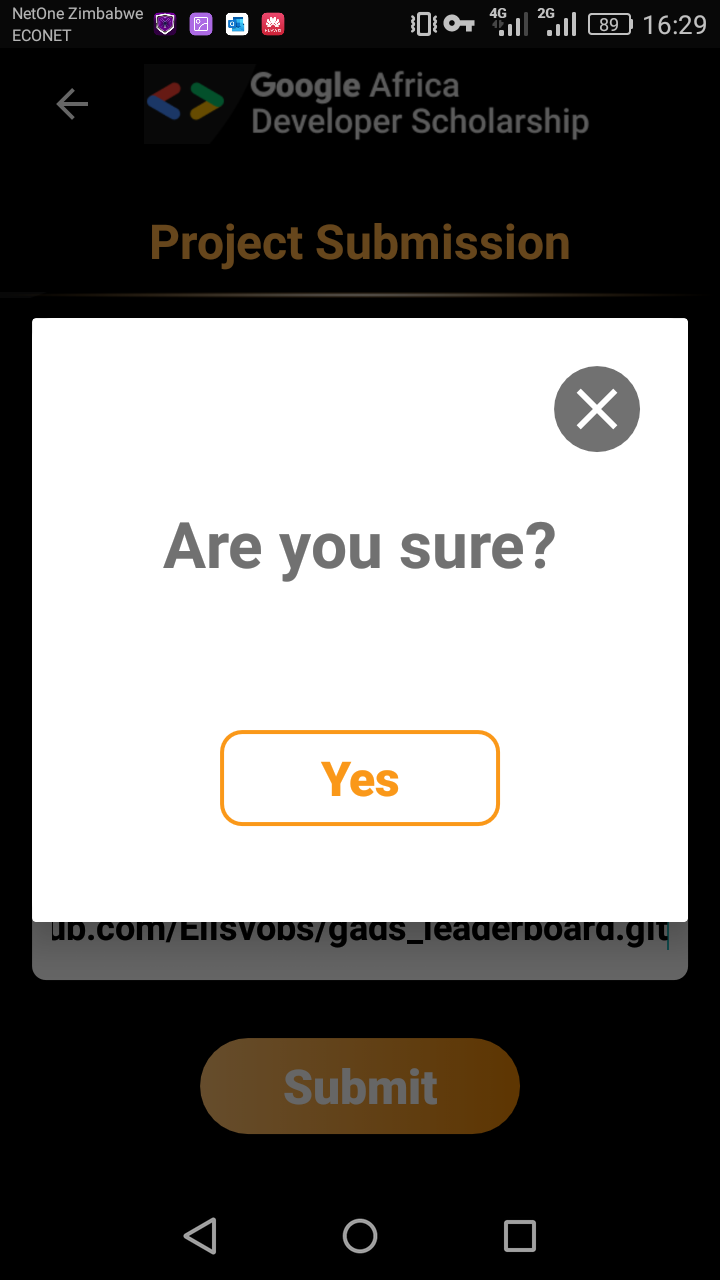 NetOne Zimbabwe
ECONET
4G 2G 89 16:29
Google Africa
Developer Scholarship
Project Submission
Are you sure?
Yes
ub.com/Ellsvobs/gads_leaderboard.git
Submit